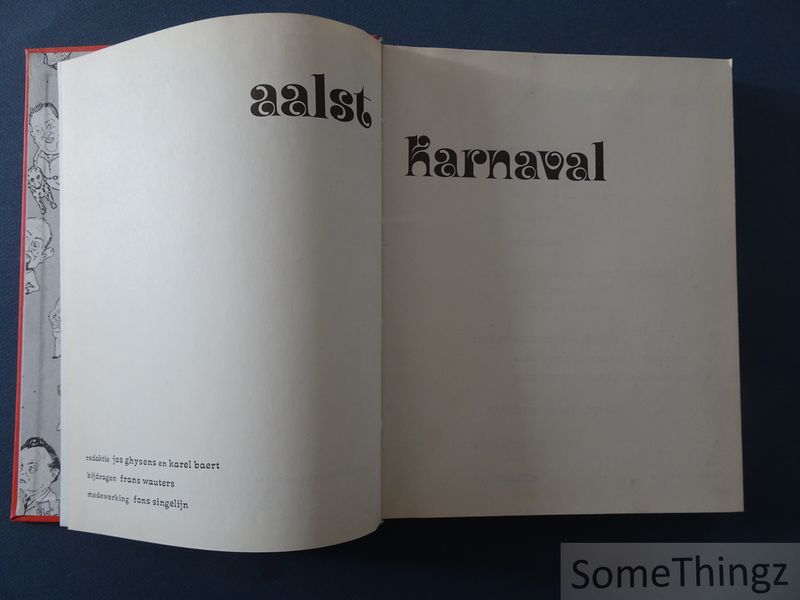 aalst
karnaval
redaktie jos ghysens en karel baert
bijdragen frans wauters
medewerking fons singelijn
SomeThingz